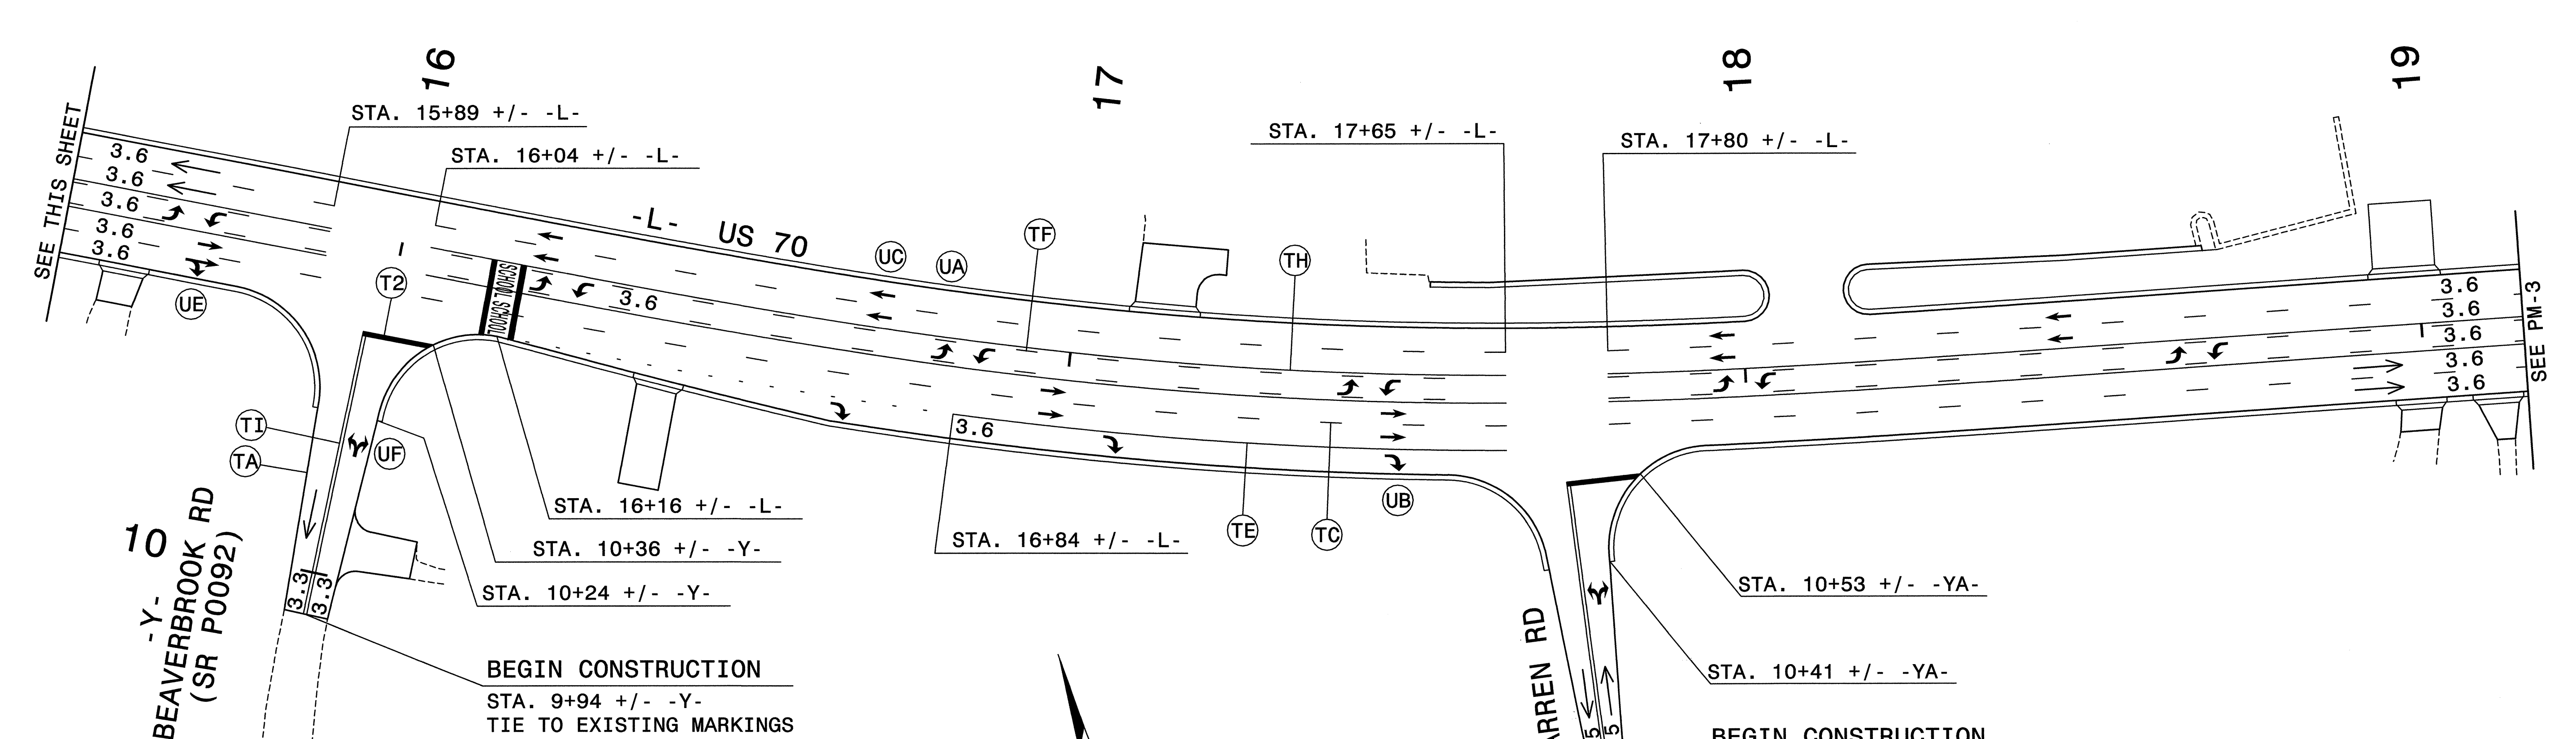 16
17
18
19
STA. 15+89 +/- -L-
STA. 16+04 +/- -L-
STA. 17+65 +/- -L-
STA. 17+80 +/- -L-
SEE THIS SHEET
3.6
3.6
3.6
3.6
3.6
-L- US 70
UC
UA
TF
TH
T2
UE
SCHOOL SCHOOL
3.6
3.6
3.6
3.6
3.6
3.6
SEE PM-3
TI
TA
UF
3.6
UB
TE
TC
STA. 16+16 +/- -L-
STA. 16+84 +/- -L-
STA. 10+36 +/- -Y-
STA. 10+24 +/- -Y-
10
-Y-
BEAVERBROOK RD
(SR P0092)
3.3
3.3
STA. 10+53 +/- -YA-
STA. 10+41 +/- -YA-
RREN RD
BEGIN CONSTRUCTION
STA. 9+94 +/- -Y-
TIE TO EXISTING MARKINGS
BEGIN CONSTRUCTION